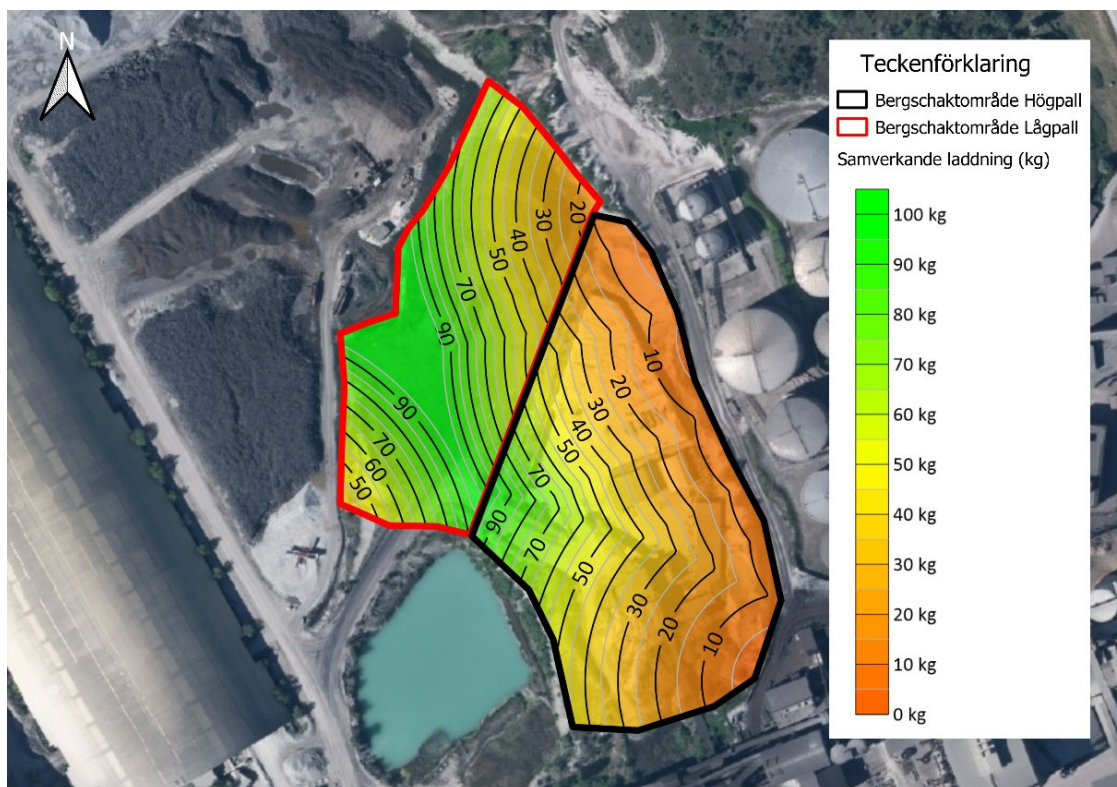 N
Teckenförklaring
Bergschaktområde Högpall
Bergschaktområde Lågpall
Samverkande laddning (kg)
100 kg
90 kg
80 kg
70 kg
60 kg
50 kg
40 kg
30 kg
20 kg
10 kg
0 kg
20
30
40
50
70
90
90
70
60
50
10
20
30
40
50
70
90
70
50
30
20
10